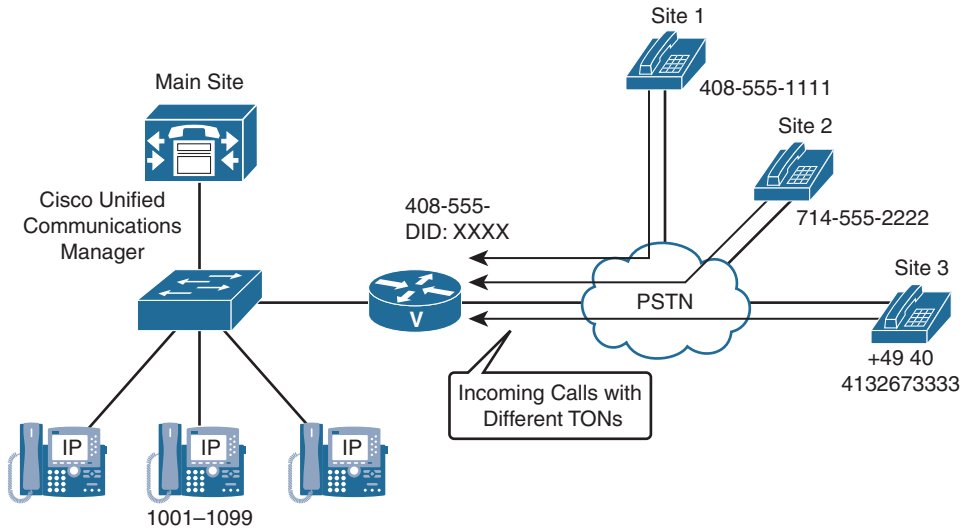 Site 1
408-555-1111
Main Site
Site 2
714-555-2222
Cisco Unified
Communications
Manager
408-555-
DID: XXXX
Site 3
PSTN
V
+49 40
4132673333
Incoming Calls with
Different TONs
IP
IP
IP
1001–1099